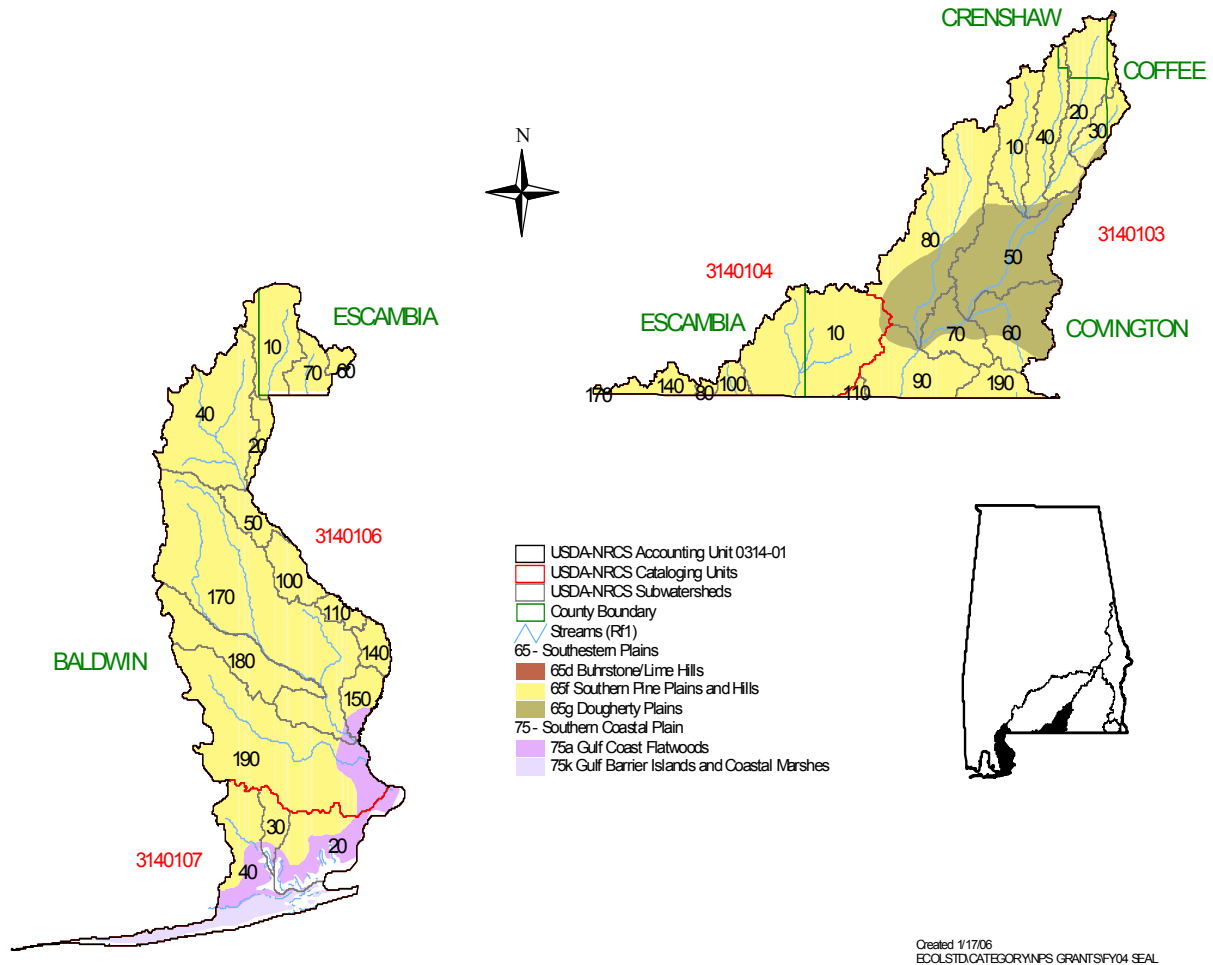 CRENSHAW
COFFEE
20
40
30
10
N
80
3140103
50
3140104
ESCAMBIA
10
70
60
COVINGTON
170
140
80
100
110
90
190
ESCAMBIA
10
70
60
40
20
50
3140106
100
170
110
140
180
BALDWIN
150
190
30
20
3140107
40
USDA-NRCS Accounting Unit 0314-01
USDA-NRCS Cataloging Units
USDA-NRCS Subwatersheds
County Boundary
Streams (Rf1)
65 - Southestern Plains
65d Buhrstone/Lime Hills
65f Southern Pine Plains and Hills
65g Dougherty Plains
75 - Southern Coastal Plain
75a Gulf Coast Flatwoods
75k Gulf Barrier Islands and Coastal Marshes
Created 1/17/06
ECOLSTD\CATEGORY\NPS GRANTS\FY04 SEAL